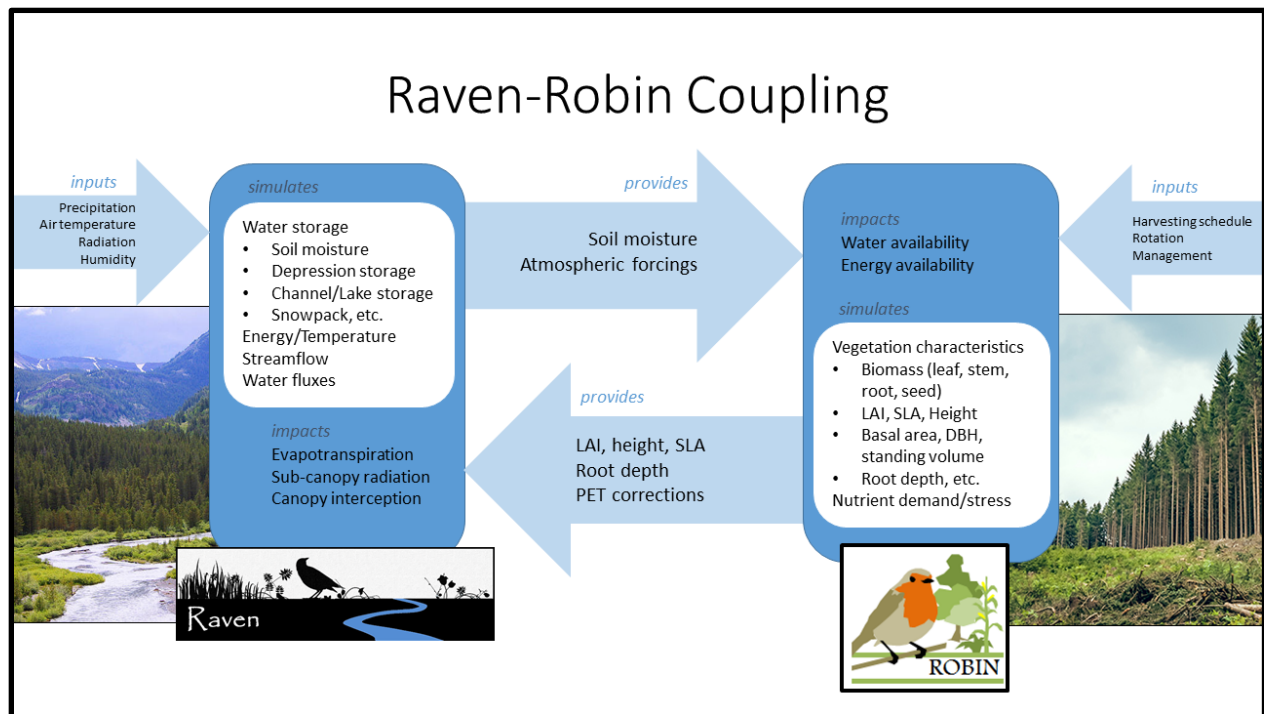 Raven-Robin Coupling
inputs
Precipitation
Air temperature
Radiation
Humidity
simulates
Water storage
• Soil moisture
• Depression storage
• Channel/Lake storage
• Snowpack, etc.
Energy/Temperature
Streamflow
Water fluxes
impacts
Evapotranspiration
Sub-canopy radiation
Canopy interception
Raven
provides
Soil moisture
Atmospheric forcings
provides
LAI, height, SLA
Root depth
PET corrections
impacts
Water availability
Energy availability
simulates
Vegetation characteristics
• Biomass (leaf, stem,
root, seed)
• LAI, SLA, Height
• Basal area, DBH,
standing volume
• Root depth, etc.
Nutrient demand/stress
ROBIN
inputs
Harvesting schedule
Rotation
Management